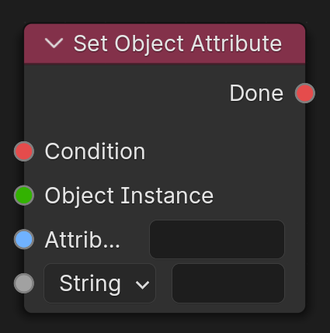 Set Object Attribute
Done
Condition
Object Instance
Attrib...
String